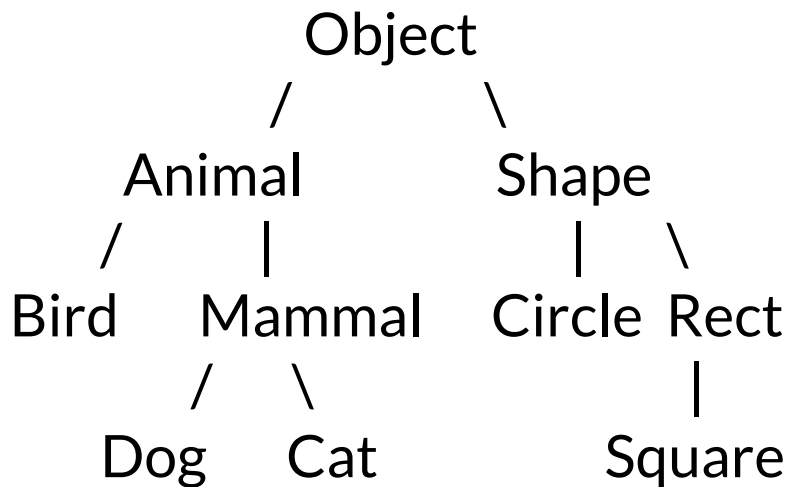 Object
/ \
Animal Shape
/ | | \
Bird Mammal Circle Rect
/ \ |
Dog Cat Square